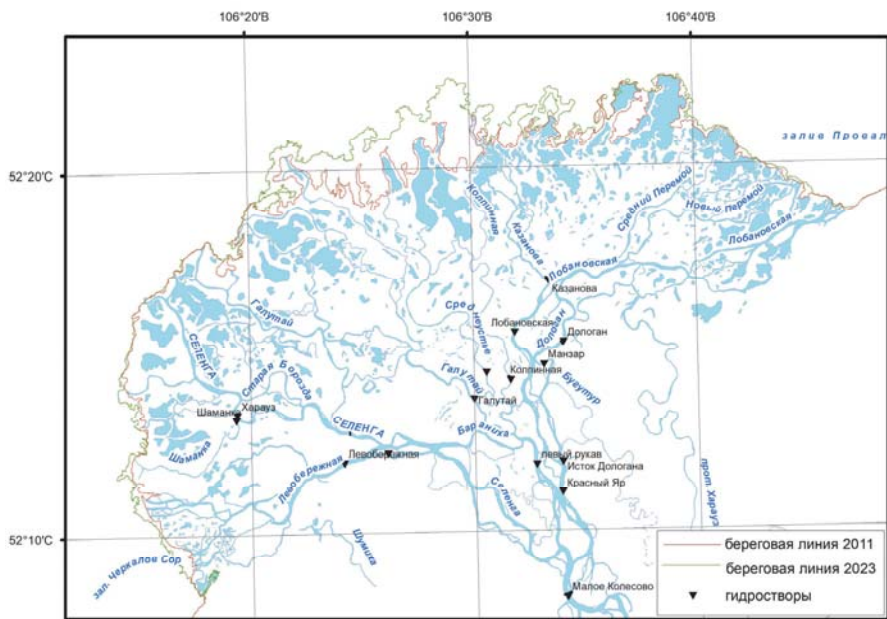 106°20'В
106°30'В
106°40'В
залив Провал
52°20'С
Колпинная
Казанова
Средний Перемой
Новый Перемой
Лобановская
Лобановская
Казанова
Галутай
Среднеустье
Лобановская
Дологан
Дологан
Манзар
СЕЛЕНГА
Старая Борозда
Галутай
Колпинная
Бугутур
Галутай
Шаманка
Харауз
СЕЛЕНГА
Бараниха
Шаманка
Левобережная
Левобережная
левый рукав
Исток Дологана
Красный Яр
Селенга
прот. Харауз
52°10'С
Шумиха
зал. Черкалов Сор
Малое Колесово
береговая линия 2011
береговая линия 2023
гидростворы